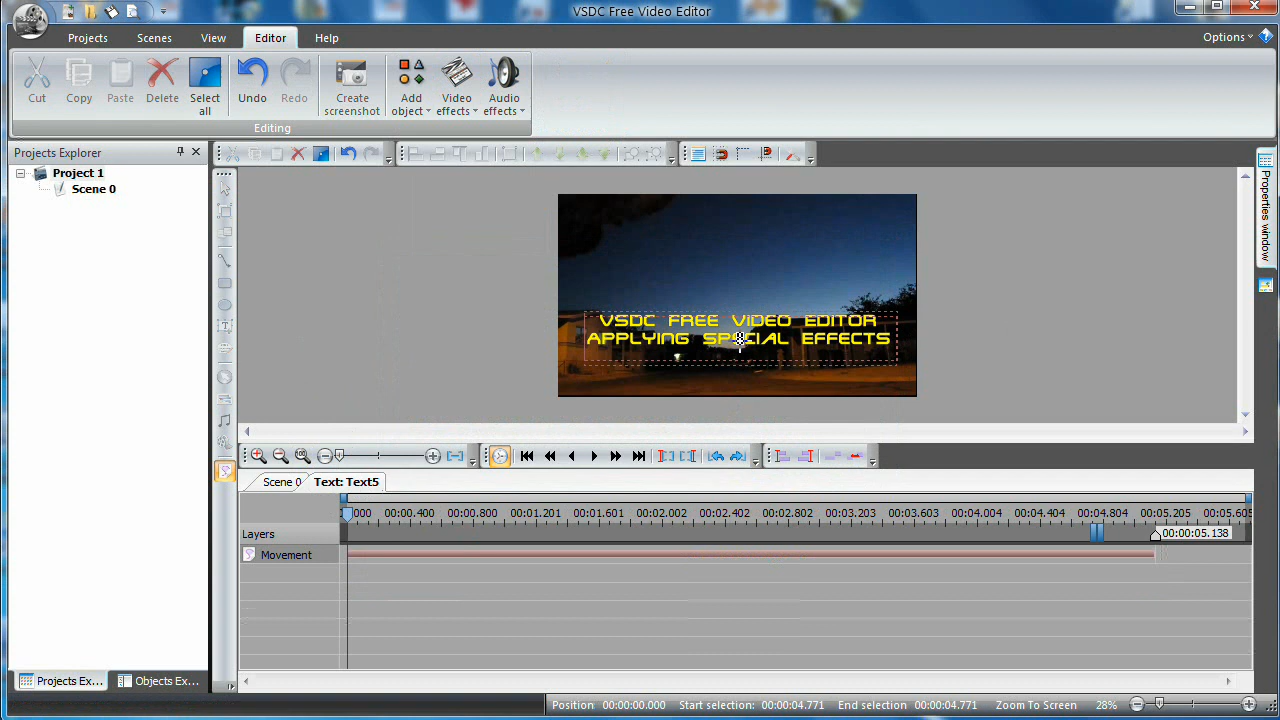 VSDC Free Video Editor
Projects Scenes View Editor Help Options
Cut Copy Paste Delete Select all Undo Redo Create screenshot Add object Video effects Audio effects
Editing
Projects Explorer
Project 1
Scene 0
Properties window
VSDC FREE VIDEO EDITOR
APPLYING SPECIAL EFFECTS
Scene 0 Text: Text5
000 00:00.400 00:00.800 00:01.201 00:01.601 00:02.002 00:02.402 00:02.802 00:03.203 00:03.603 00:04.004 00:04.404 00:04.804 00:05.205 00:05.605
Layers 00:00:05.138
Movement
Projects Ex... Objects Ex...
Position: 00:00:00.000 Start selection: 00:00:04.771 End selection: 00:00:04.771 Zoom To Screen 28%